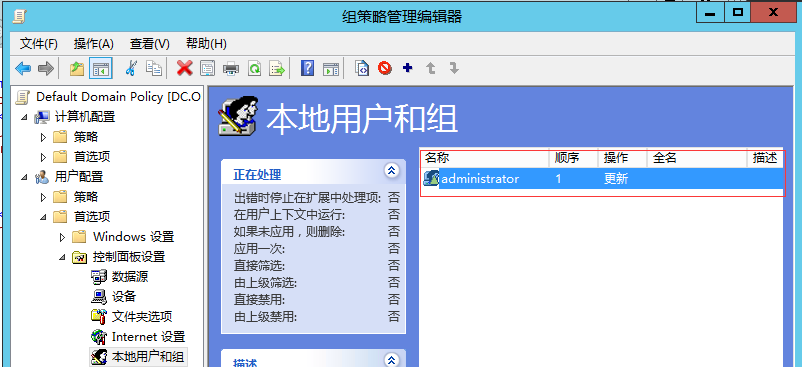 组策略管理编辑器
文件(F) 操作(A) 查看(V) 帮助(H)
Default Domain Policy [DC.O
计算机配置
策略
首选项
用户配置
策略
首选项
Windows 设置
控制面板设置
数据源
设备
文件夹选项
Internet 设置
本地用户和组
本地用户和组
正在处理
出错时停止在扩展中处理项: 否
在用户上下文中运行: 否
如果未应用，则删除: 否
应用一次: 否
直接筛选: 否
由上级筛选: 否
直接禁用: 否
由上级禁用: 否
描述
名称 顺序 操作 全名 描述
administrator 1 更新